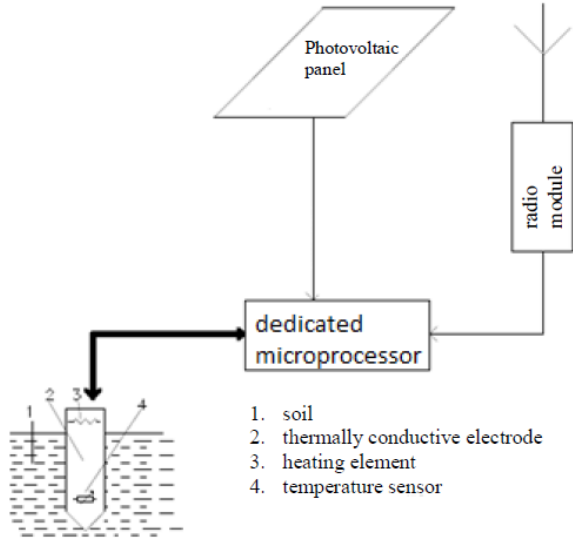 Photovoltaic
panel
radio
module
dedicated
microprocessor
1 2 3 4
1. soil
2. thermally conductive electrode
3. heating element
4. temperature sensor